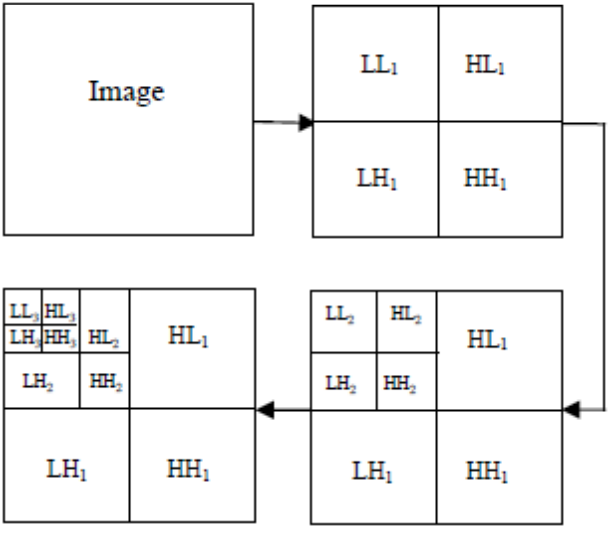 Image
LL₁ HL₁
LH₁ HH₁
LL₃ HL₃
LH₃ HH₃ HL₂ HL₁
LH₂ HH₂
LH₁ HH₁
LL₂ HL₂
HL₁
LH₂ HH₂
LH₁ HH₁